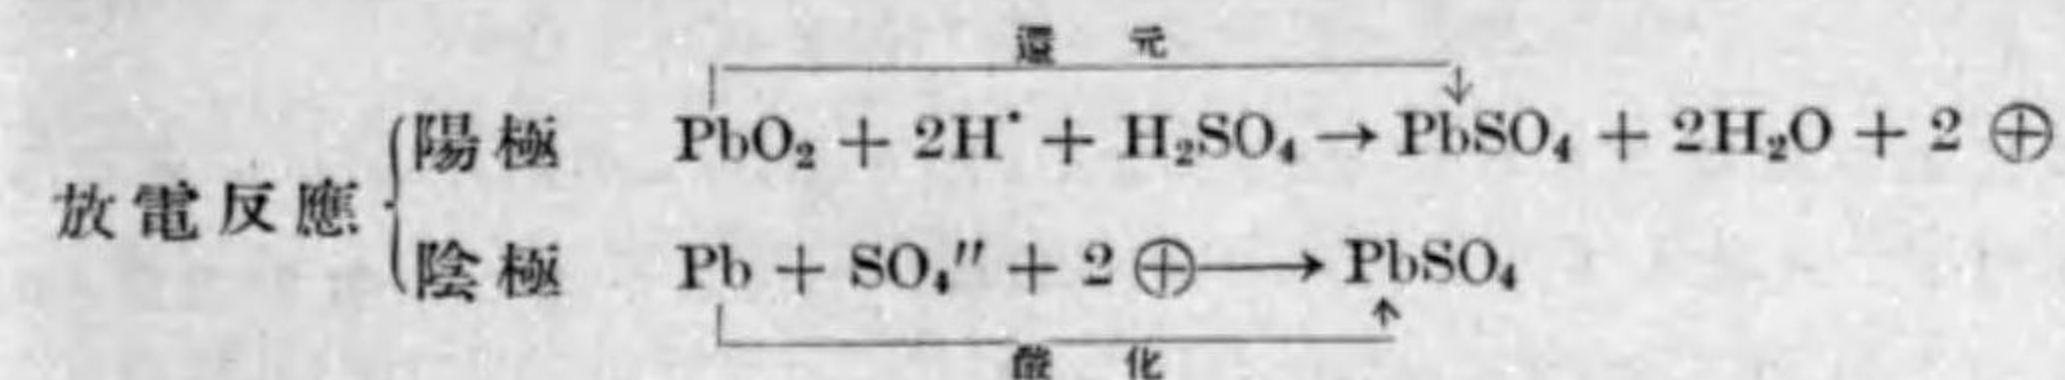 還元
陽極 PbO₂ + 2H˙ + H₂SO₄ → PbSO₄ + 2H₂O + 2 ⊕
放電反應
陰極 Pb + SO₄″ + 2 ⊕ ⟶ PbSO₄
酸化